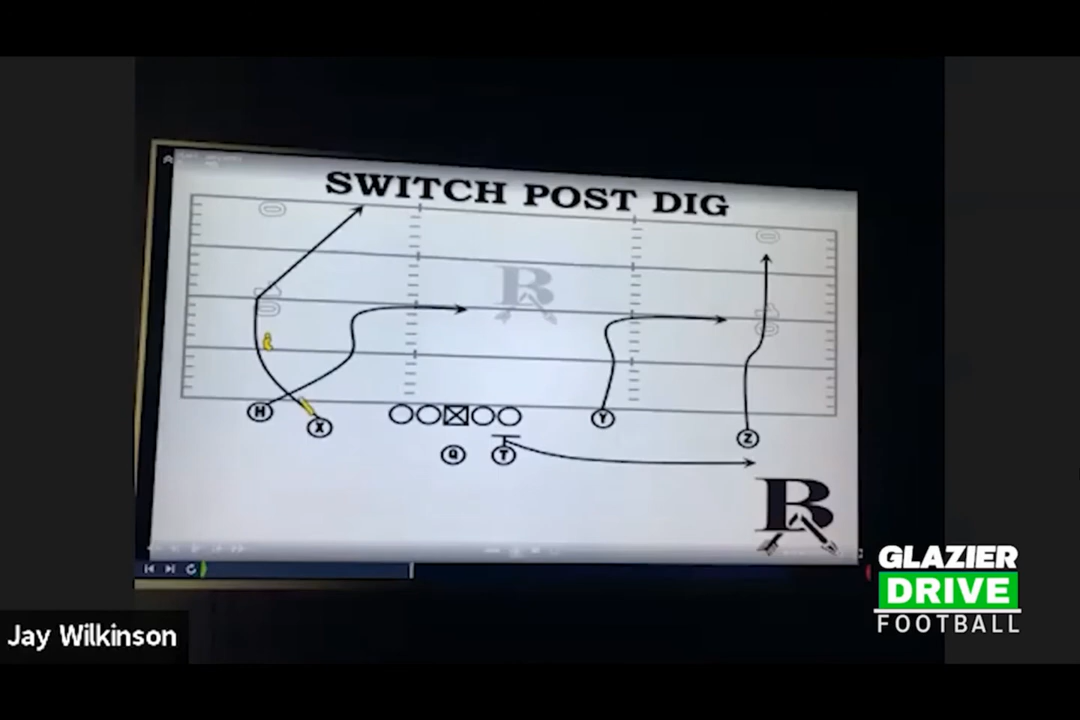 SWITCH POST DIG
B
H
X
Q
T
Y
Z
B
GLAZIER
DRIVE
FOOTBALL
Jay Wilkinson